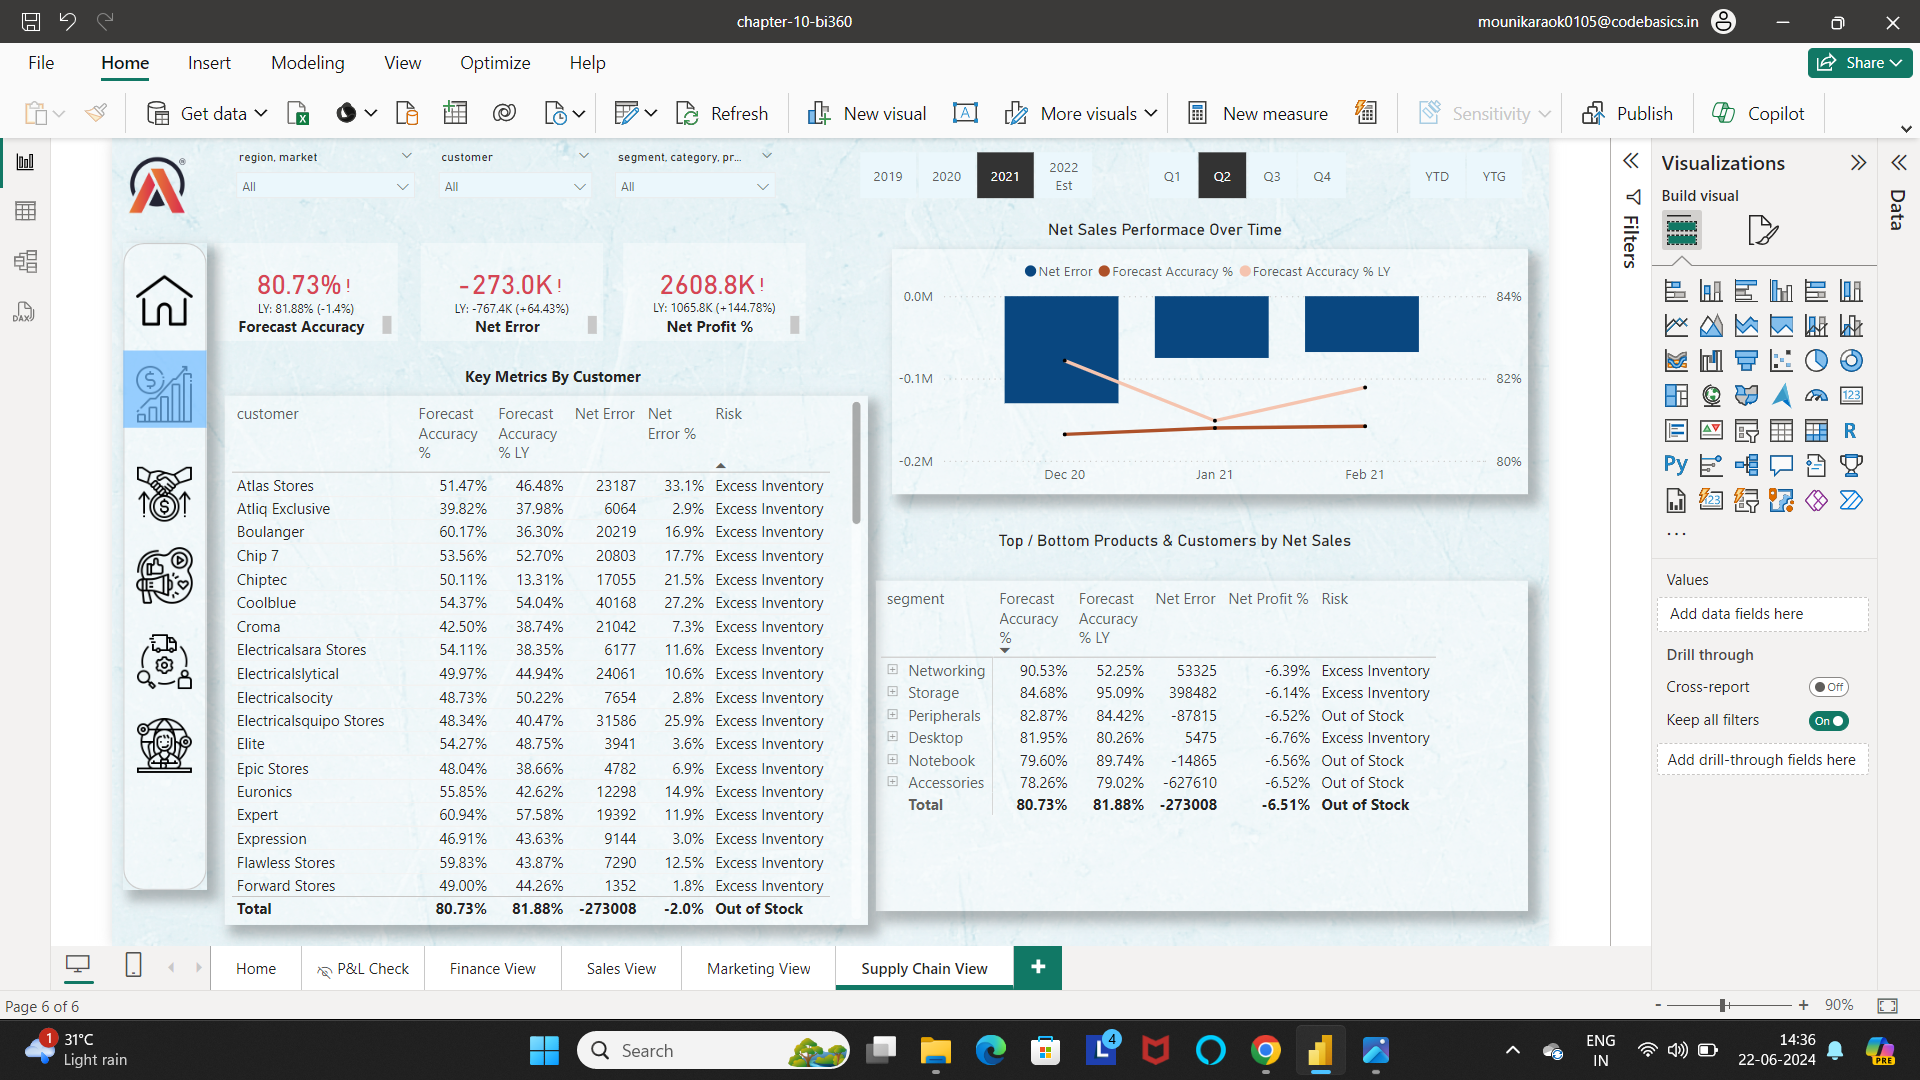 chapter-10-bi360
mounikaraok0105@codebasics.in
File Home Insert Modeling View Optimize Help
Share
Get data
Refresh
New visual
More visuals
New measure
Sensitivity
Publish
Copilot
region, market
All
customer
All
segment, category, pr...
All
2019
2020
2021
2022
Est
Q1
Q2
Q3
Q4
YTD
YTG
80.73% !
LY: 81.88% (-1.4%)
Forecast Accuracy
-273.0K !
LY: -767.4K (+64.43%)
Net Error
2608.8K !
LY: 1065.8K (+144.78%)
Net Profit %
Net Sales Performace Over Time
Net Error Forecast Accuracy % Forecast Accuracy % LY
0.0M
-0.1M
-0.2M
84%
82%
80%
Dec 20 Jan 21 Feb 21
Key Metrics By Customer
customer Forecast Accuracy % Forecast Accuracy % LY Net Error Net Error % Risk
Atlas Stores 51.47% 46.48% 23187 33.1% Excess Inventory
Atliq Exclusive 39.82% 37.98% 6064 2.9% Excess Inventory
Boulanger 60.17% 36.30% 20219 16.9% Excess Inventory
Chip 7 53.56% 52.70% 20803 17.7% Excess Inventory
Chiptec 50.11% 13.31% 17055 21.5% Excess Inventory
Coolblue 54.37% 54.04% 40168 27.2% Excess Inventory
Croma 42.50% 38.74% 21042 7.3% Excess Inventory
Electricalsara Stores 54.11% 38.35% 6177 11.6% Excess Inventory
Electricalslytical 49.97% 44.94% 24061 10.6% Excess Inventory
Electricalsocity 48.73% 50.22% 7654 2.8% Excess Inventory
Electricalsquipo Stores 48.34% 40.47% 31586 25.9% Excess Inventory
Elite 54.27% 48.75% 3941 3.6% Excess Inventory
Epic Stores 48.04% 38.66% 4782 6.9% Excess Inventory
Euronics 55.85% 42.62% 12298 14.9% Excess Inventory
Expert 60.94% 57.58% 19392 11.9% Excess Inventory
Expression 46.91% 43.63% 9144 3.0% Excess Inventory
Flawless Stores 59.83% 43.87% 7290 12.5% Excess Inventory
Forward Stores 49.00% 44.26% 1352 1.8% Excess Inventory
Total 80.73% 81.88% -273008 -2.0% Out of Stock
Top / Bottom Products & Customers by Net Sales
segment Forecast Accuracy % Forecast Accuracy % LY Net Error Net Profit % Risk
Networking 90.53% 52.25% 53325 -6.39% Excess Inventory
Storage 84.68% 95.09% 398482 -6.14% Excess Inventory
Peripherals 82.87% 84.42% -87815 -6.52% Out of Stock
Desktop 81.95% 80.26% 5475 -6.76% Excess Inventory
Notebook 79.60% 89.74% -14865 -6.56% Out of Stock
Accessories 78.26% 79.02% -627610 -6.52% Out of Stock
Total 80.73% 81.88% -273008 -6.51% Out of Stock
Filters
Visualizations
Build visual
123
R
Py
123
...
Values
Add data fields here
Drill through
Cross-report
Off
Keep all filters
On
Add drill-through fields here
Data
DAX
Home
P&L Check
Finance View
Sales View
Marketing View
Supply Chain View
+
Page 6 of 6
- + 90%
1
31°C
Light rain
Search
L
4
ENG
IN
14:36
22-06-2024
PRE